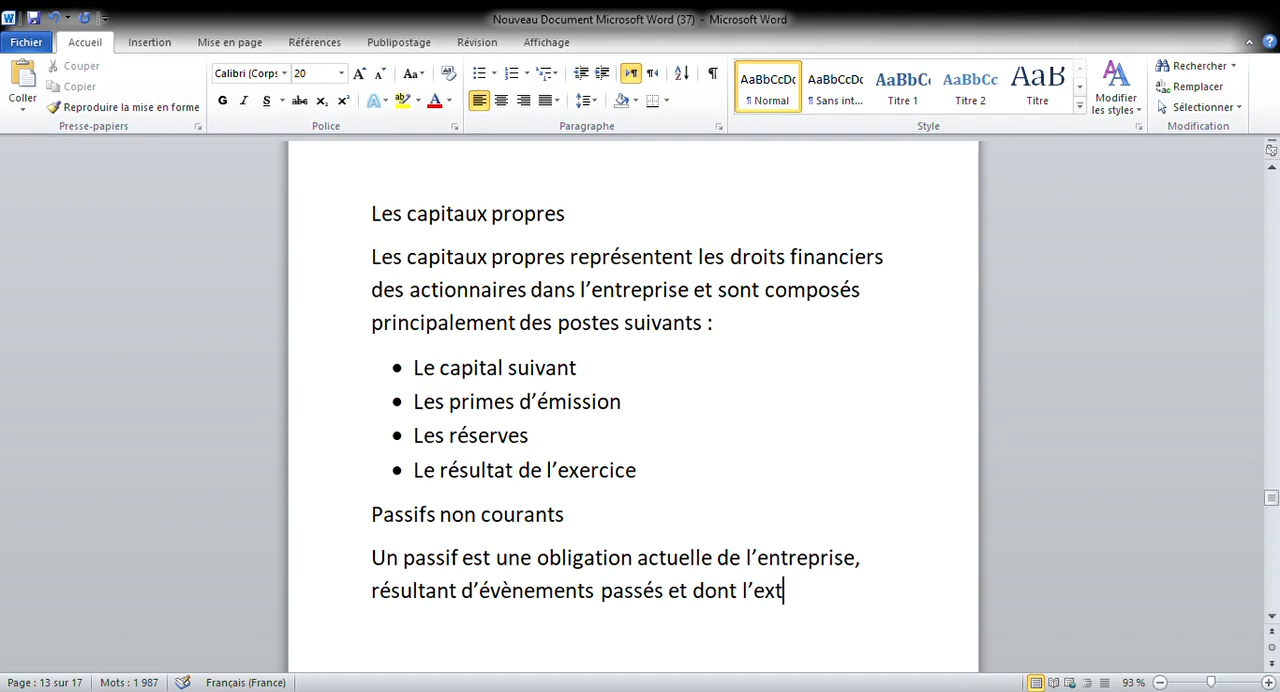 Nouveau Document Microsoft Word (37) - Microsoft Word
Fichier Accueil Insertion Mise en page Références Publipostage Révision Affichage
Coller
Couper
Copier
Reproduire la mise en forme
Presse-papiers
Calibri (Corps 20
Aa
G I S abc x₂ x²
Police
Paragraphe
AaBbCcDc AaBbCcDc AaBbC AaBbCc AaB
¶ Normal ¶ Sans int... Titre 1 Titre 2 Titre
Modifier
les styles
Style
Rechercher
Remplacer
Sélectionner
Modification
Les capitaux propres
Les capitaux propres représentent les droits financiers
des actionnaires dans l’entreprise et sont composés
principalement des postes suivants :
• Le capital suivant
• Les primes d’émission
• Les réserves
• Le résultat de l’exercice
Passifs non courants
Un passif est une obligation actuelle de l’entreprise,
résultant d’évènements passés et dont l’ext
Page : 13 sur 17 Mots : 1 987 Français (France) 93 %